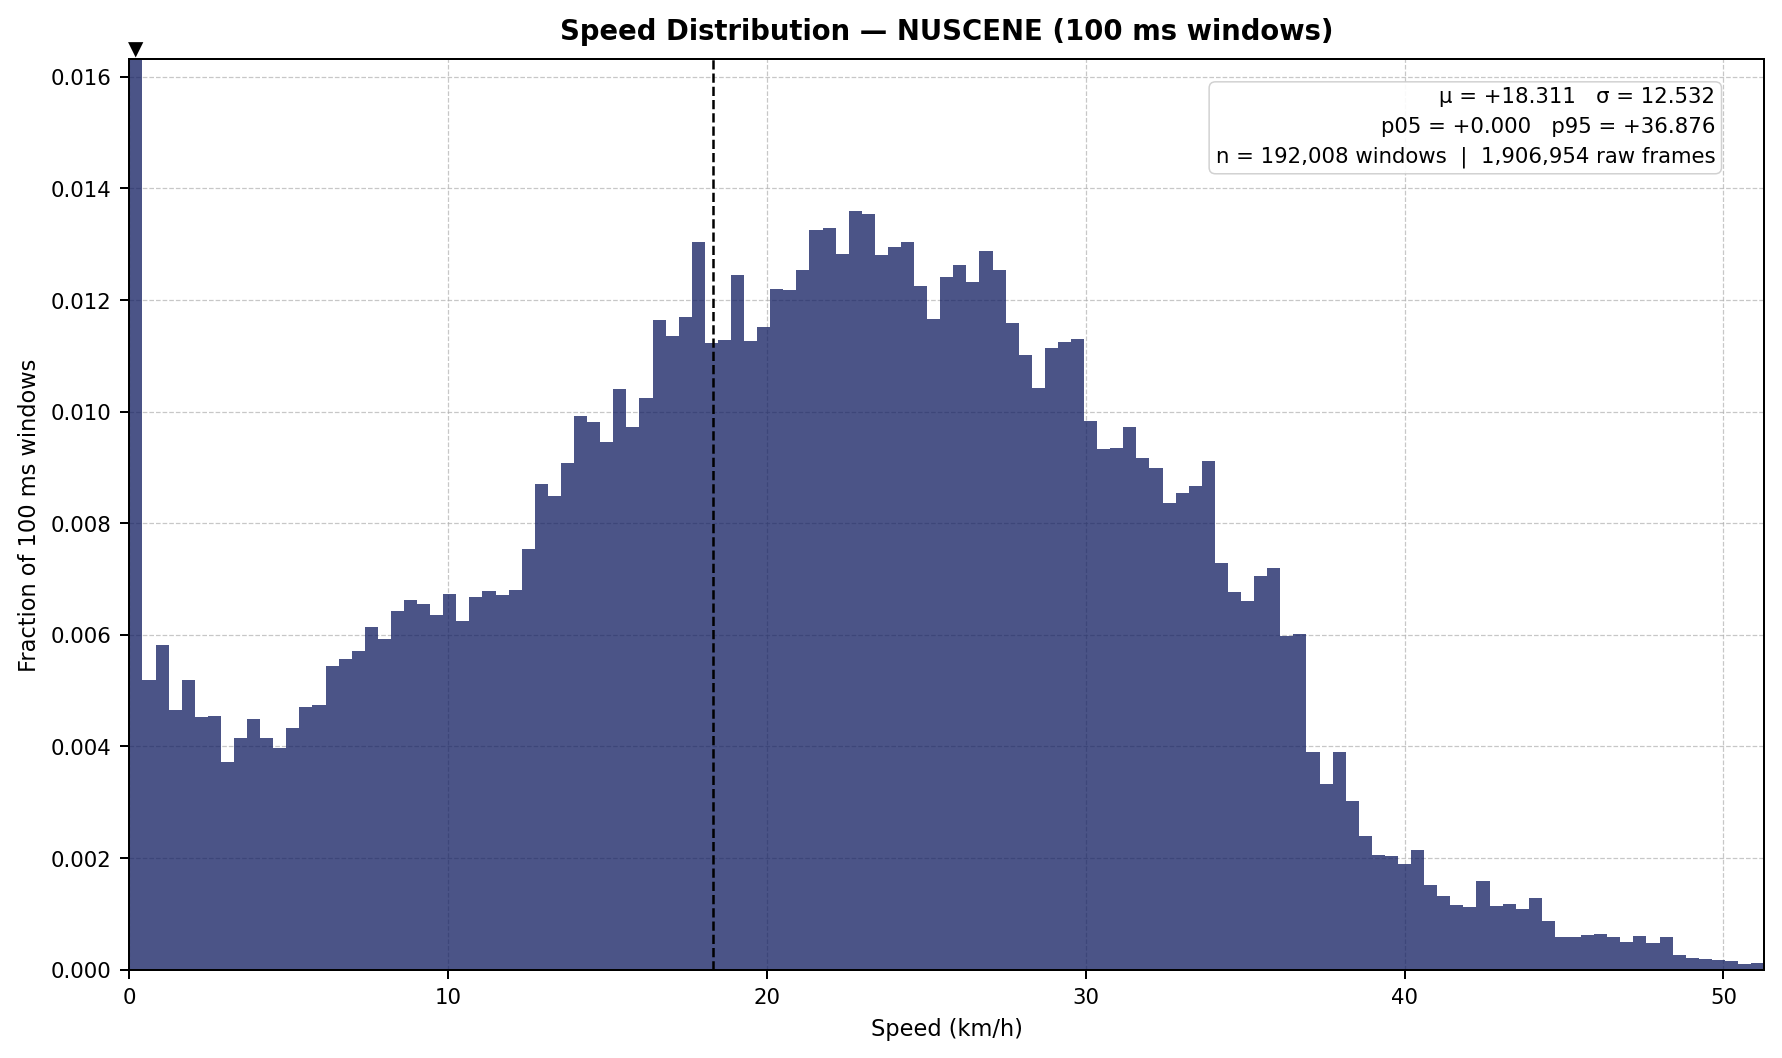 Speed Distribution — NUSCENE (100 ms windows)
μ = +18.311   σ = 12.532
p05 = +0.000   p95 = +36.876
n = 192,008 windows  |  1,906,954 raw frames
0.016
0.014
0.012
0.010
0.008
0.006
0.004
0.002
0.000
Fraction of 100 ms windows
0 10 20 30 40 50
Speed (km/h)